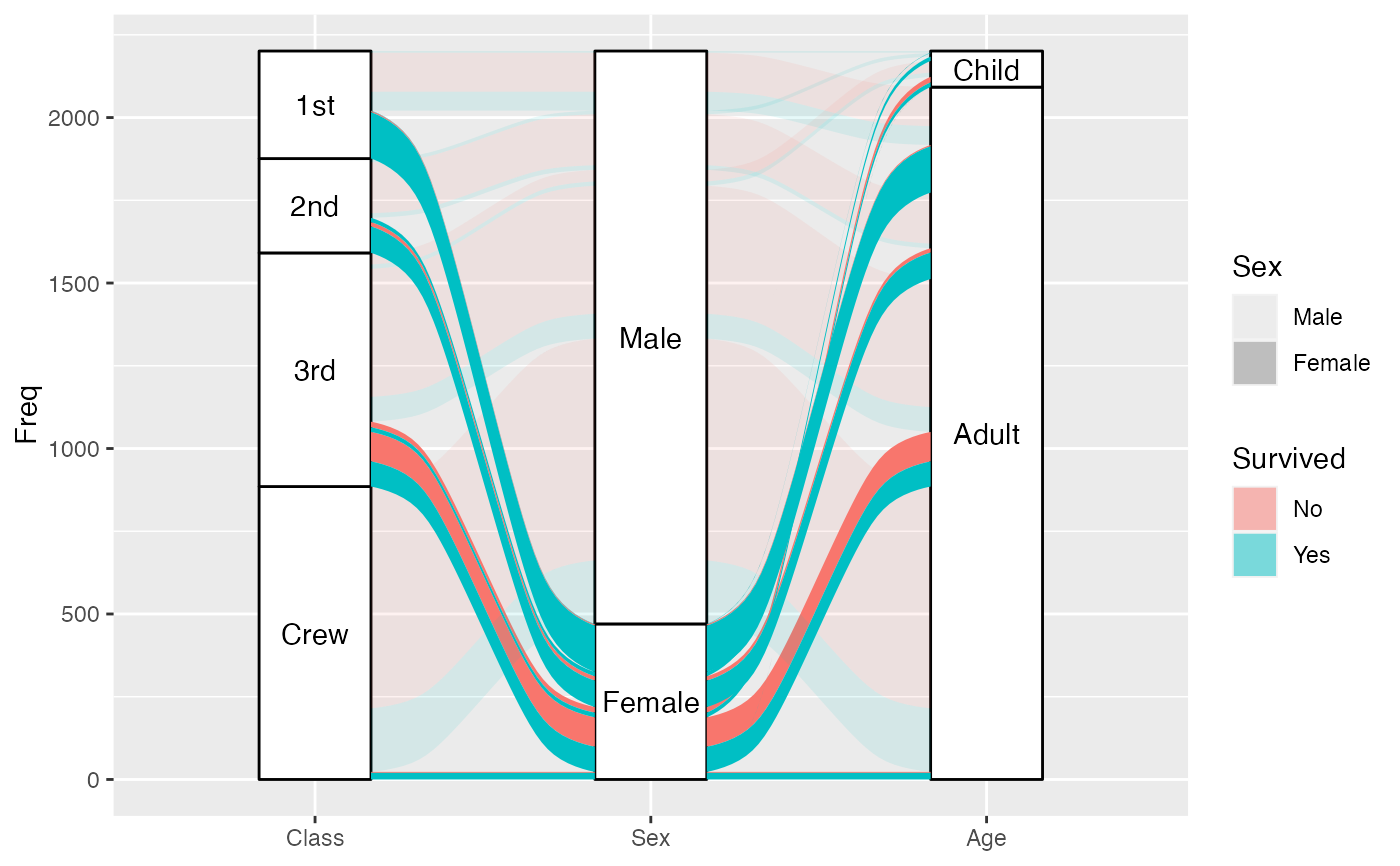 Freq
2000
1500
1000
500
0
1st
2nd
3rd
Crew
Male
Female
Child
Adult
Class
Sex
Age
Sex
Male
Female
Survived
No
Yes